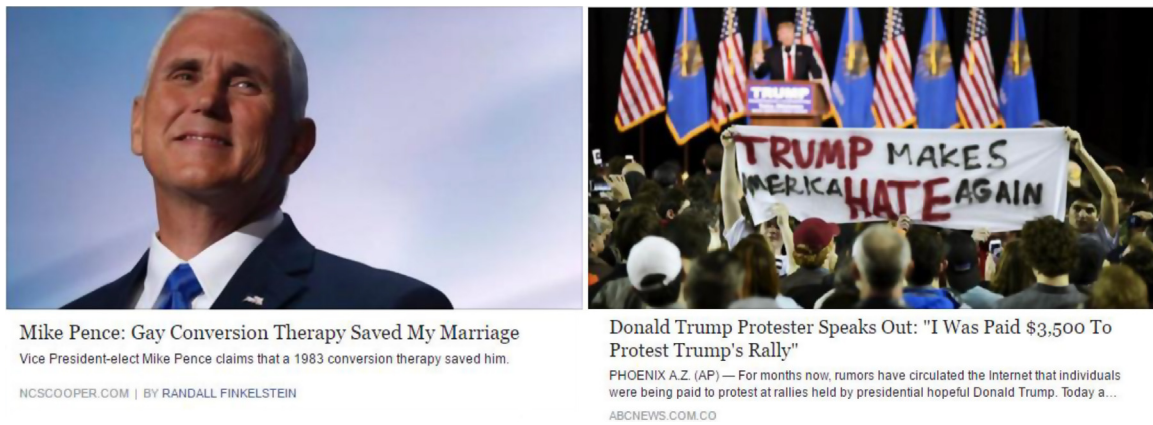 TRUMP
TRUMP MAKES
MERICA HATE AGAIN
Mike Pence: Gay Conversion Therapy Saved My Marriage
Vice President-elect Mike Pence claims that a 1983 conversion therapy saved him.
NCSCOOPER.COM | BY RANDALL FINKELSTEIN
Donald Trump Protester Speaks Out: "I Was Paid $3,500 To
Protest Trump's Rally"
PHOENIX A.Z. (AP) — For months now, rumors have circulated the Internet that individuals
were being paid to protest at rallies held by presidential hopeful Donald Trump. Today a...
ABCNEWS.COM.CO